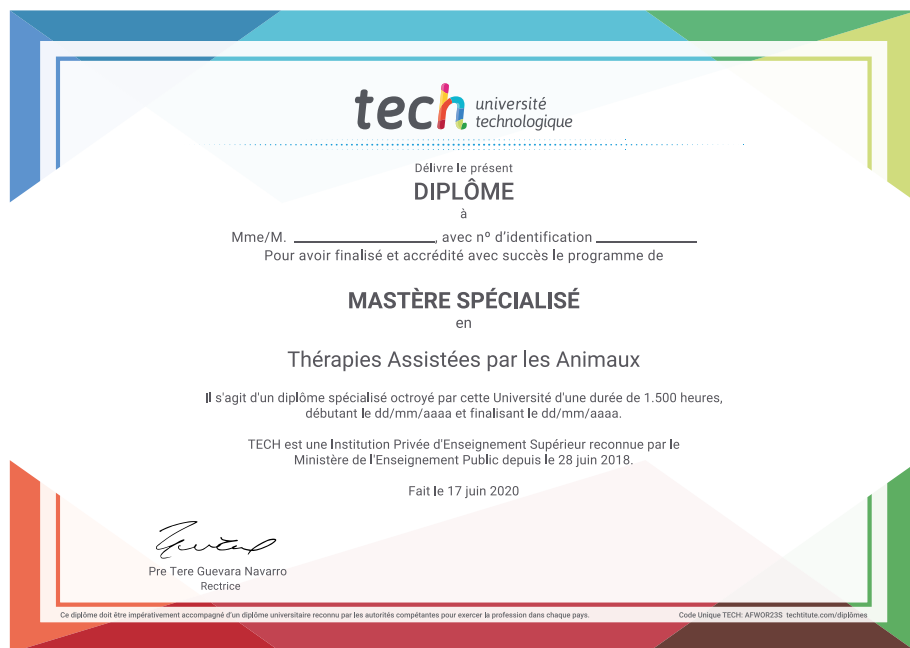 tech université
technologique
Délivre le présent
DIPLÔME
à
Mme/M. ________________, avec nº d'identification ____________
Pour avoir finalisé et accrédité avec succès le programme de
MASTÈRE SPÉCIALISÉ
en
Thérapies Assistées par les Animaux
Il s'agit d'un diplôme spécialisé octroyé par cette Université d'une durée de 1.500 heures,
débutant le dd/mm/aaaa et finalisant le dd/mm/aaaa.
TECH est une Institution Privée d'Enseignement Supérieur reconnue par le
Ministère de l'Enseignement Public depuis le 28 juin 2018.
Fait le 17 juin 2020
Pre Tere Guevara Navarro
Rectrice
Ce diplôme doit être impérativement accompagné d'un diplôme universitaire reconnu par les autorités compétantes pour exercer la profession dans chaque pays.
Code Unique TECH: AFWOR23S techtitute.com/diplômes